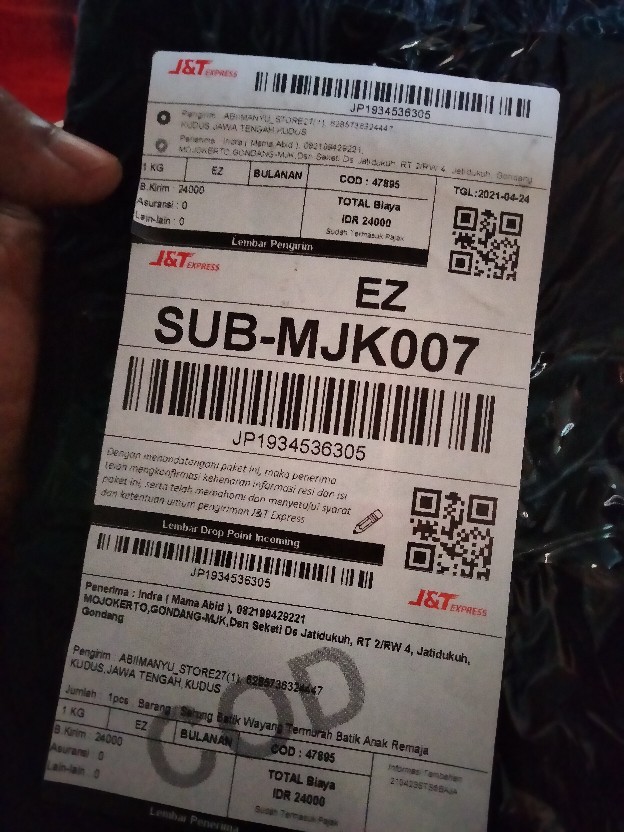 J&T EXPRESS
JP1934536305
Pengirim : ABIIMANYU_STORE27(1), 6285736324447
KUDUS,JAWA TENGAH,KUDUS
Penerima : Indra ( Mama Abid ), 082199429221,
MOJOKERTO,GONDANG-MJK,Dsn Seketi Ds Jatidukuh, RT 2/RW 4, Jatidukuh, Gondang
1 KG EZ BULANAN COD : 47895 TGL:2021-04-24
B.Kirim : 24000
Asuransi : 0
Lain-lain : 0
TOTAL Biaya
IDR 24000
Sudah Termasuk Pajak
Lembar Pengirim
J&T EXPRESS
EZ
SUB-MJK007
JP1934536305
Dengan menandatangani paket ini, maka penerima
telah mengkonfirmasi kebenaran informasi resi dan isi
paket ini, serta telah memahami dan menyetujui syarat
dan ketentuan umum pengiriman J&T Express
Lembar Drop Point Incoming
JP1934536305
J&T EXPRESS
Penerima : Indra ( Mama Abid ), 082199429221
MOJOKERTO,GONDANG-MJK,Dsn Seketi Ds Jatidukuh, RT 2/RW 4, Jatidukuh,
Gondang
Pengirim : ABIIMANYU_STORE27(1), 6285736324447
KUDUS,JAWA TENGAH,KUDUS
COD
Jumlah : 1pcs Barang : Sarung Batik Wayang Termurah Batik Anak Remaja
1 KG EZ BULANAN COD : 47895
B.Kirim : 24000
Asuransi : 0
Lain-lain : 0
TOTAL Biaya
IDR 24000
Sudah Termasuk Pajak
Informasi Tambahan
Lembar Penerima